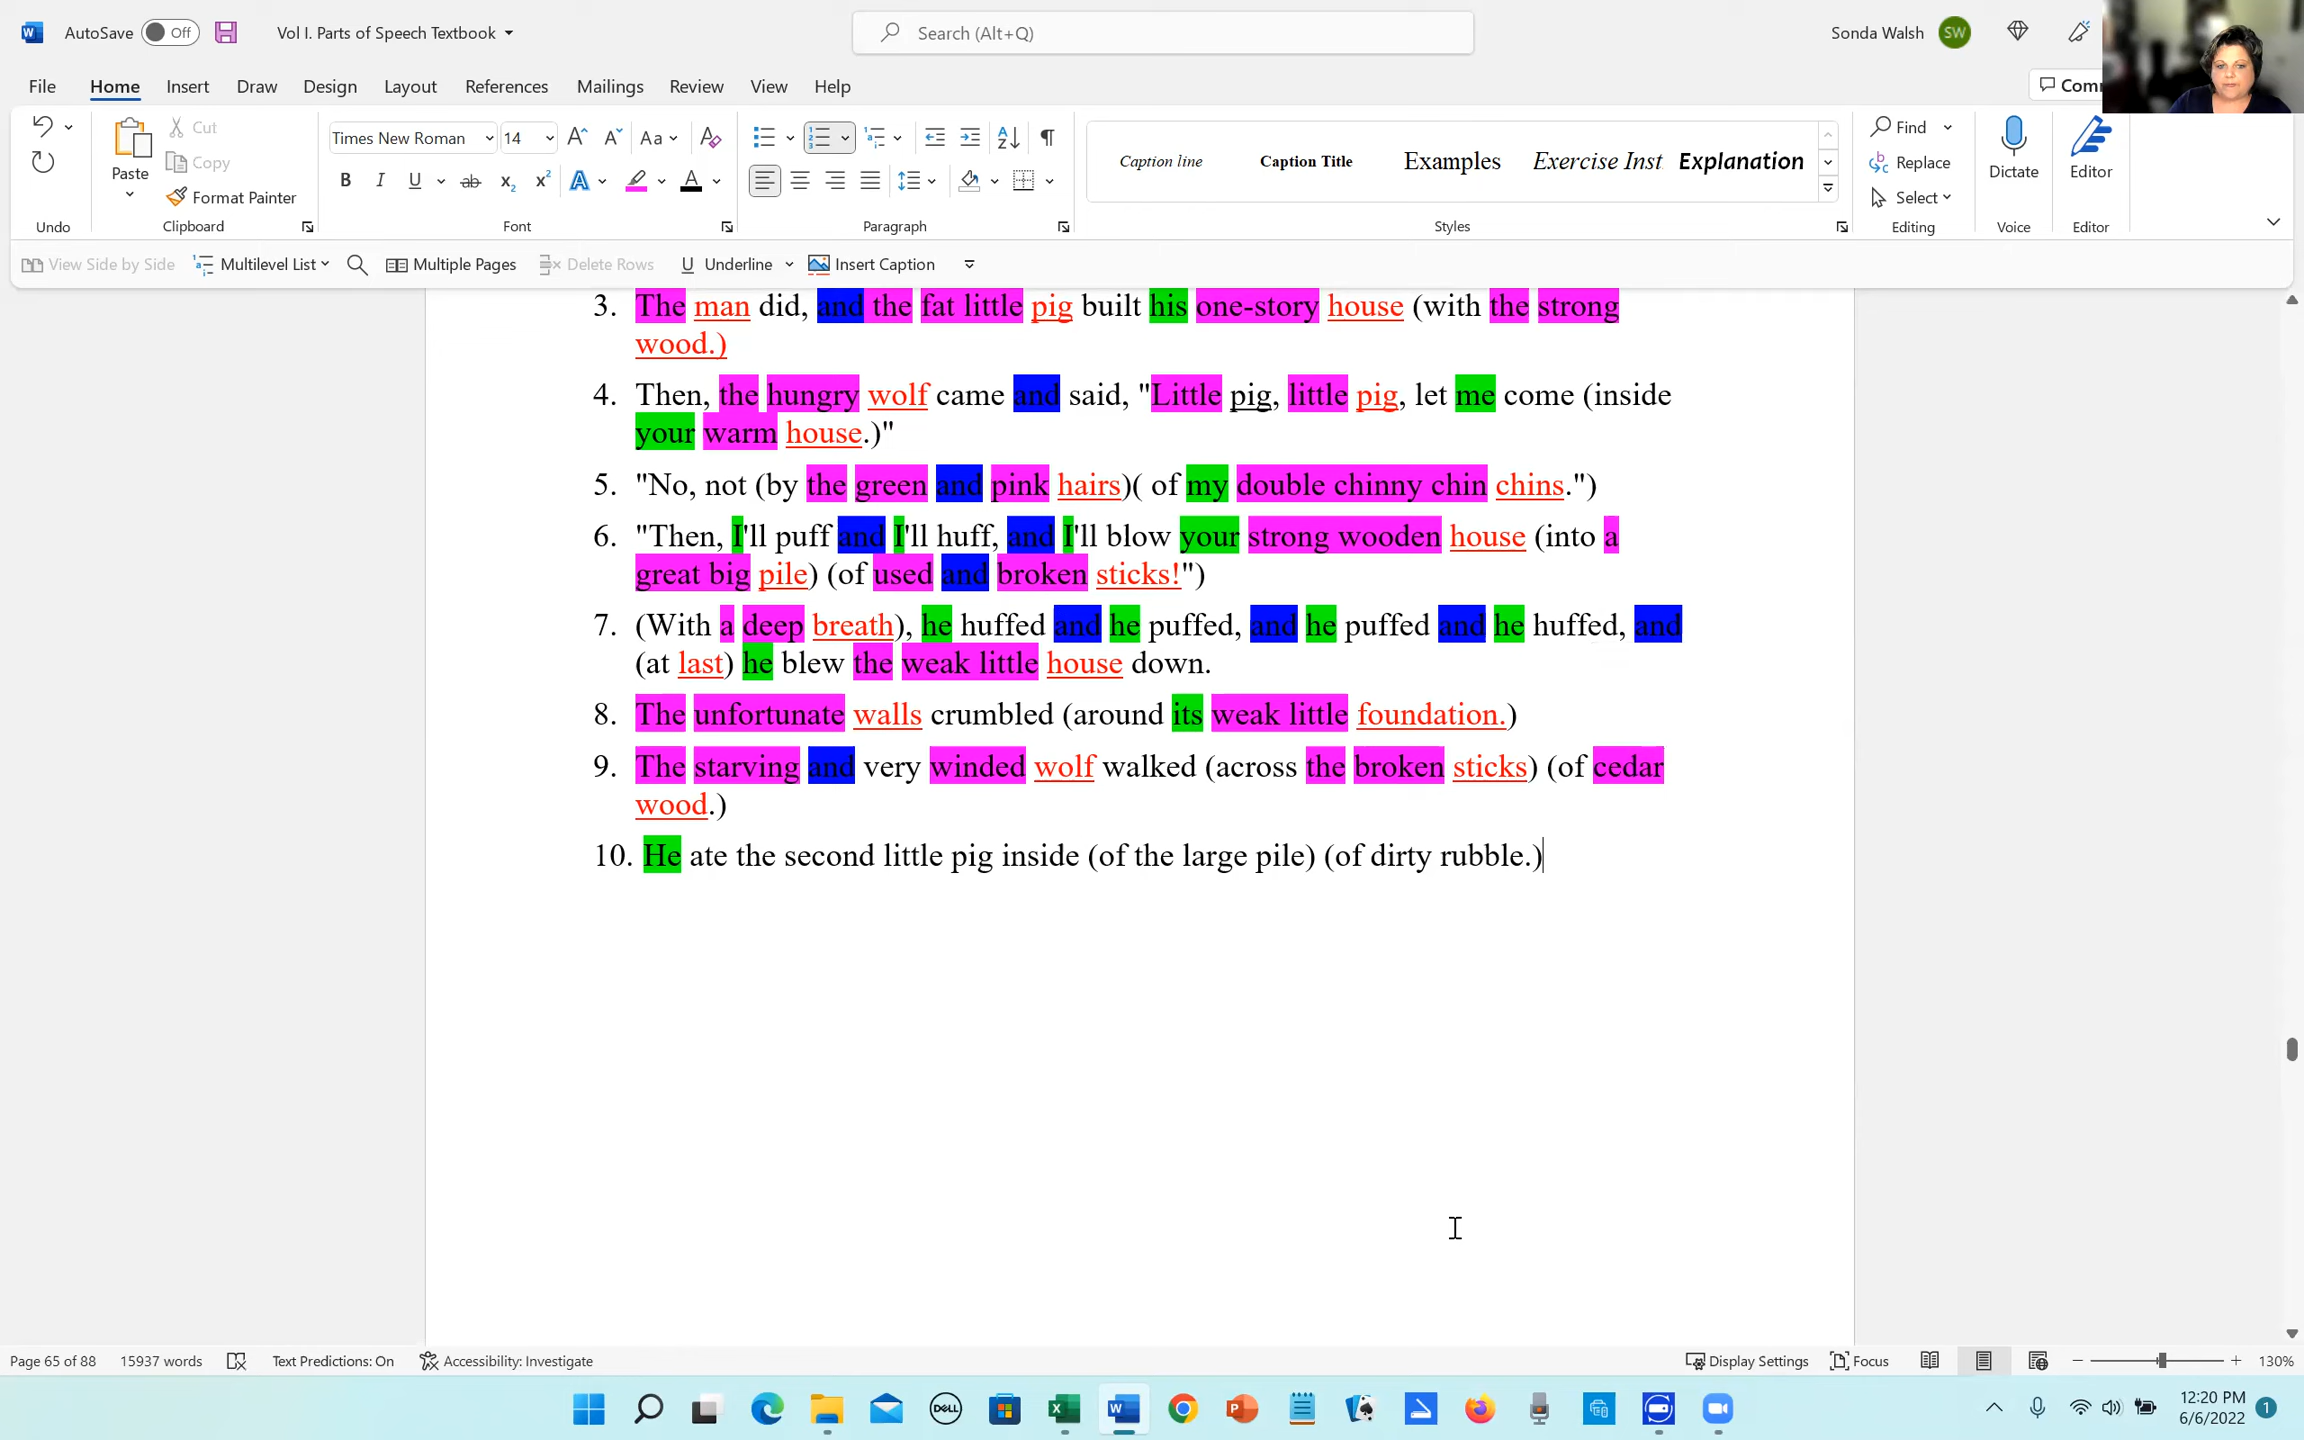 AutoSave Off Vol I. Parts of Speech Textbook Search (Alt+Q) Sonda Walsh SW
File Home Insert Draw Design Layout References Mailings Review View Help Com
Cut
Copy
Paste
Format Painter
Times New Roman 14 Aa
Caption line Caption Title Examples Exercise Inst Explanation
Find
Replace
Select
Dictate
Editor
Undo Clipboard Font Paragraph Styles Editing Voice Editor
View Side by Side Multilevel List Multiple Pages Delete Rows Underline Insert Caption
3. The man did, and the fat little pig built his one-story house (with the strong
wood.)
4. Then, the hungry wolf came and said, "Little pig, little pig, let me come (inside
your warm house.)"
5. "No, not (by the green and pink hairs)( of my double chinny chin chins.")
6. "Then, I'll puff and I'll huff, and I'll blow your strong wooden house (into a
great big pile) (of used and broken sticks!")
7. (With a deep breath), he huffed and he puffed, and he puffed and he huffed, and
(at last) he blew the weak little house down.
8. The unfortunate walls crumbled (around its weak little foundation.)
9. The starving and very winded wolf walked (across the broken sticks) (of cedar
wood.)
10. He ate the second little pig inside (of the large pile) (of dirty rubble.)
Page 65 of 88 15937 words Text Predictions: On Accessibility: Investigate Display Settings Focus 130%
DELL
12:20 PM
6/6/2022 1